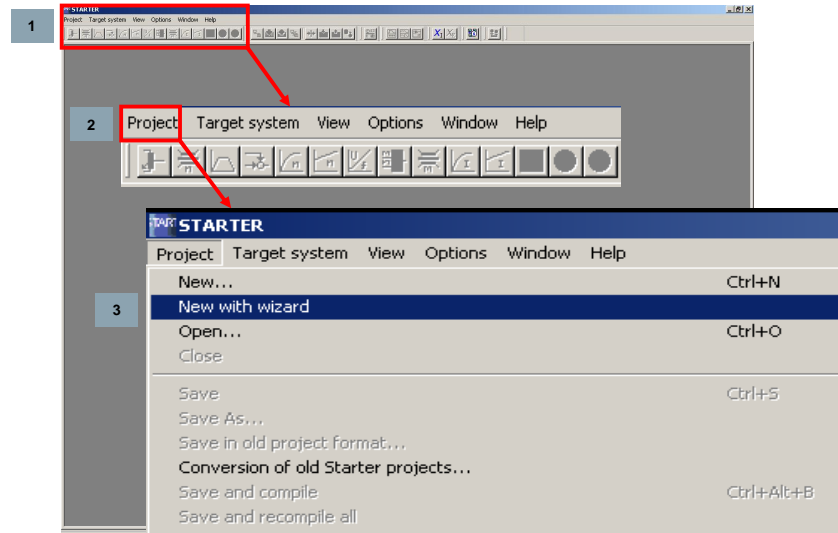 STARTER
Project Target system View Options Window Help
1
2
Project Target system View Options Window Help
STARTER
Project Target system View Options Window Help
New... Ctrl+N
3
New with wizard
Open... Ctrl+O
Close
Save Ctrl+S
Save As...
Save in old project format...
Conversion of old Starter projects...
Save and compile Ctrl+Alt+B
Save and recompile all